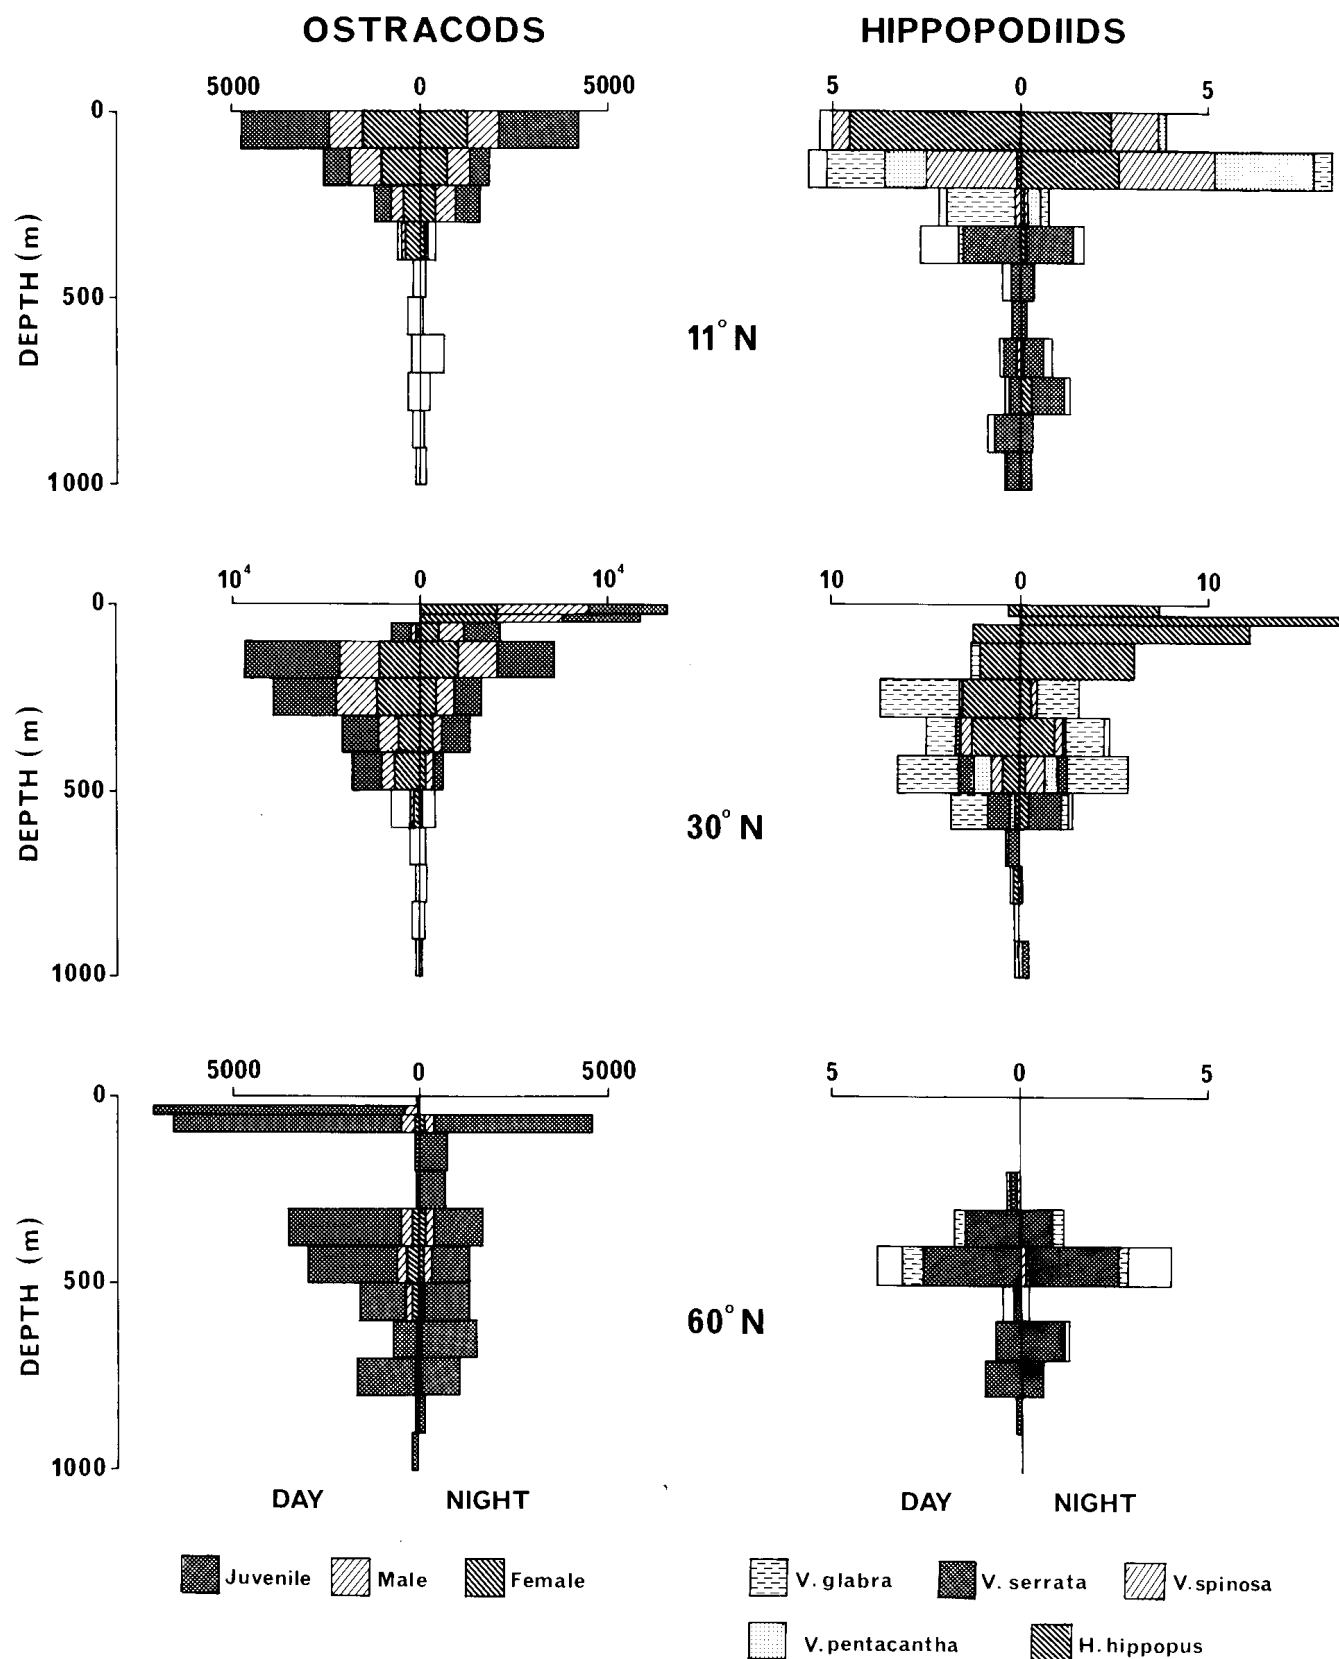 OSTRACODS HIPPOPODIIDS
5000 0 5000 5 0 5
0
DEPTH (m)
500
1000
11° N
10⁴ 0 10⁴ 10 0 10
0
DEPTH (m)
500
1000
30° N
5000 0 5000 5 0 5
0
DEPTH (m)
500
1000
60° N
DAY NIGHT DAY NIGHT
Juvenile Male Female
V. glabra V. serrata V. spinosa
V. pentacantha H. hippopus